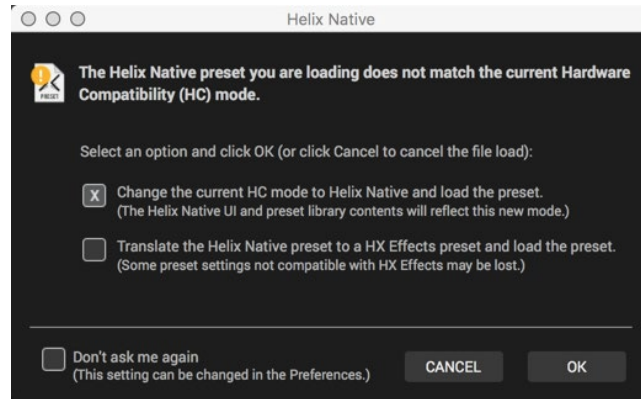 Helix Native
The Helix Native preset you are loading does not match the current Hardware
Compatibility (HC) mode.
PRESET
Select an option and click OK (or click Cancel to cancel the file load):
X Change the current HC mode to Helix Native and load the preset.
(The Helix Native UI and preset library contents will reflect this new mode.)
Translate the Helix Native preset to a HX Effects preset and load the preset.
(Some preset settings not compatible with HX Effects may be lost.)
Don't ask me again
(This setting can be changed in the Preferences.)
CANCEL OK